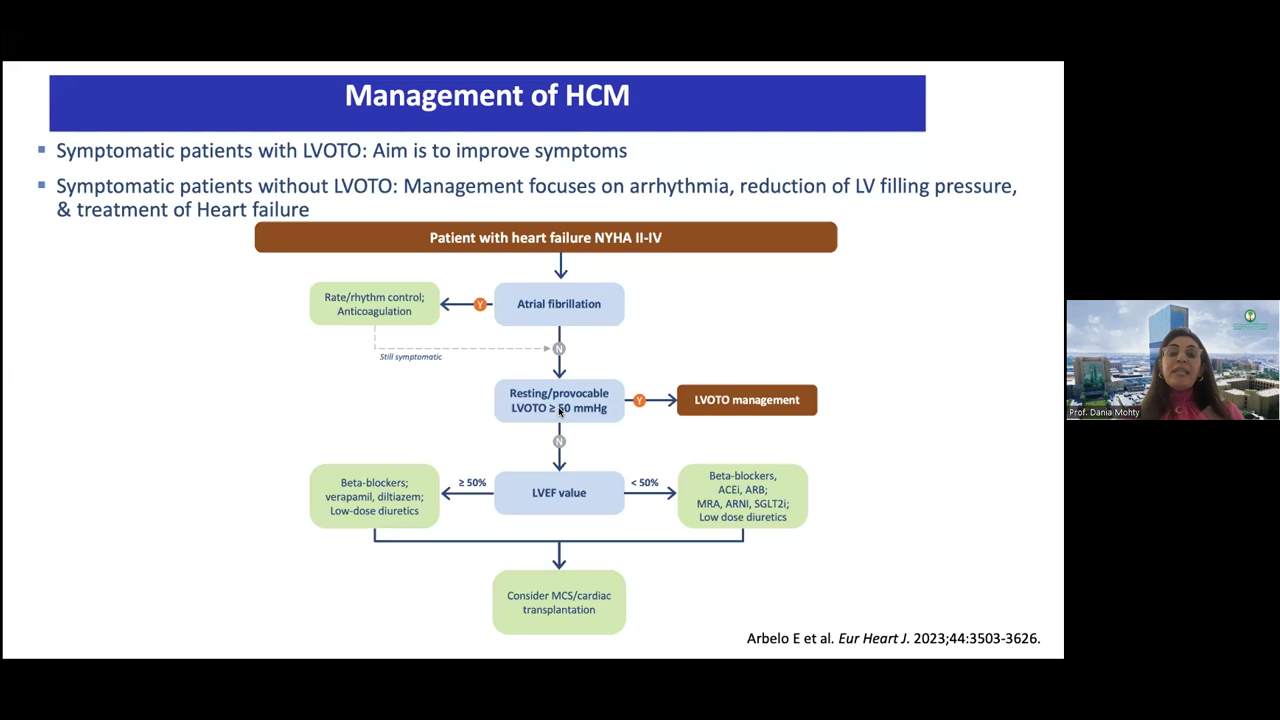 Management of HCM
Symptomatic patients with LVOTO: Aim is to improve symptoms
Symptomatic patients without LVOTO: Management focuses on arrhythmia, reduction of LV filling pressure,
& treatment of Heart failure
Patient with heart failure NYHA II-IV
Rate/rhythm control;
Anticoagulation
Y
Atrial fibrillation
Still symptomatic
N
Resting/provocable
LVOTO ≥ 50 mmHg
Y
LVOTO management
N
Beta-blockers;
verapamil, diltiazem;
Low-dose diuretics
≥ 50%
LVEF value
< 50%
Beta-blockers,
ACEi, ARB;
MRA, ARNI, SGLT2i;
Low dose diuretics
Consider MCS/cardiac
transplantation
Arbelo E et al. Eur Heart J. 2023;44:3503-3626.
Prof. Dania Mohty